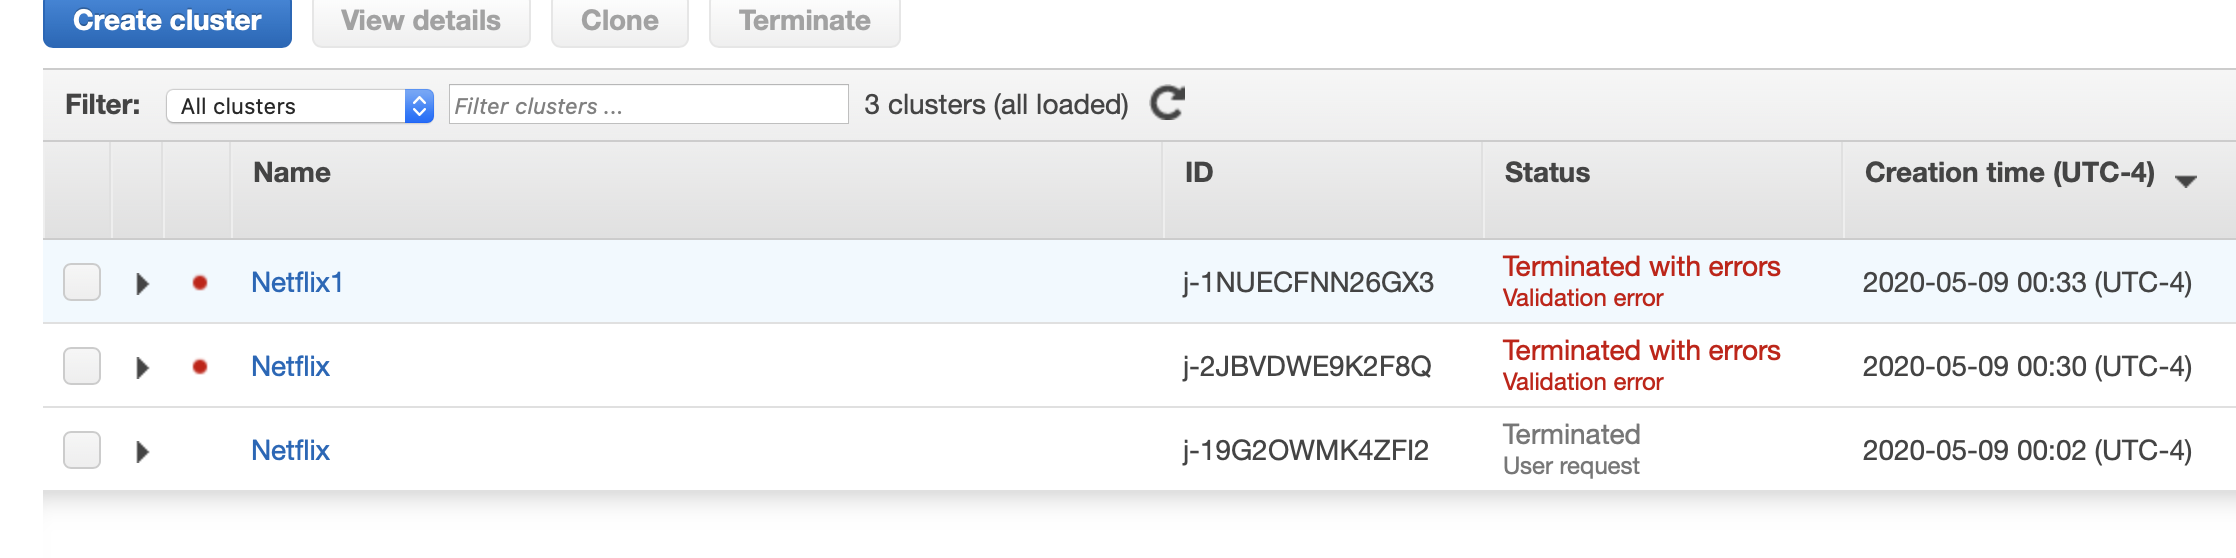 Create cluster View details Clone Terminate
Filter: All clusters Filter clusters ... 3 clusters (all loaded)
Name ID Status Creation time (UTC-4)
Netflix1 j-1NUECFNN26GX3 Terminated with errors 2020-05-09 00:33 (UTC-4)
Validation error
Netflix j-2JBVDWE9K2F8Q Terminated with errors 2020-05-09 00:30 (UTC-4)
Validation error
Netflix j-19G2OWMK4ZFI2 Terminated 2020-05-09 00:02 (UTC-4)
User request